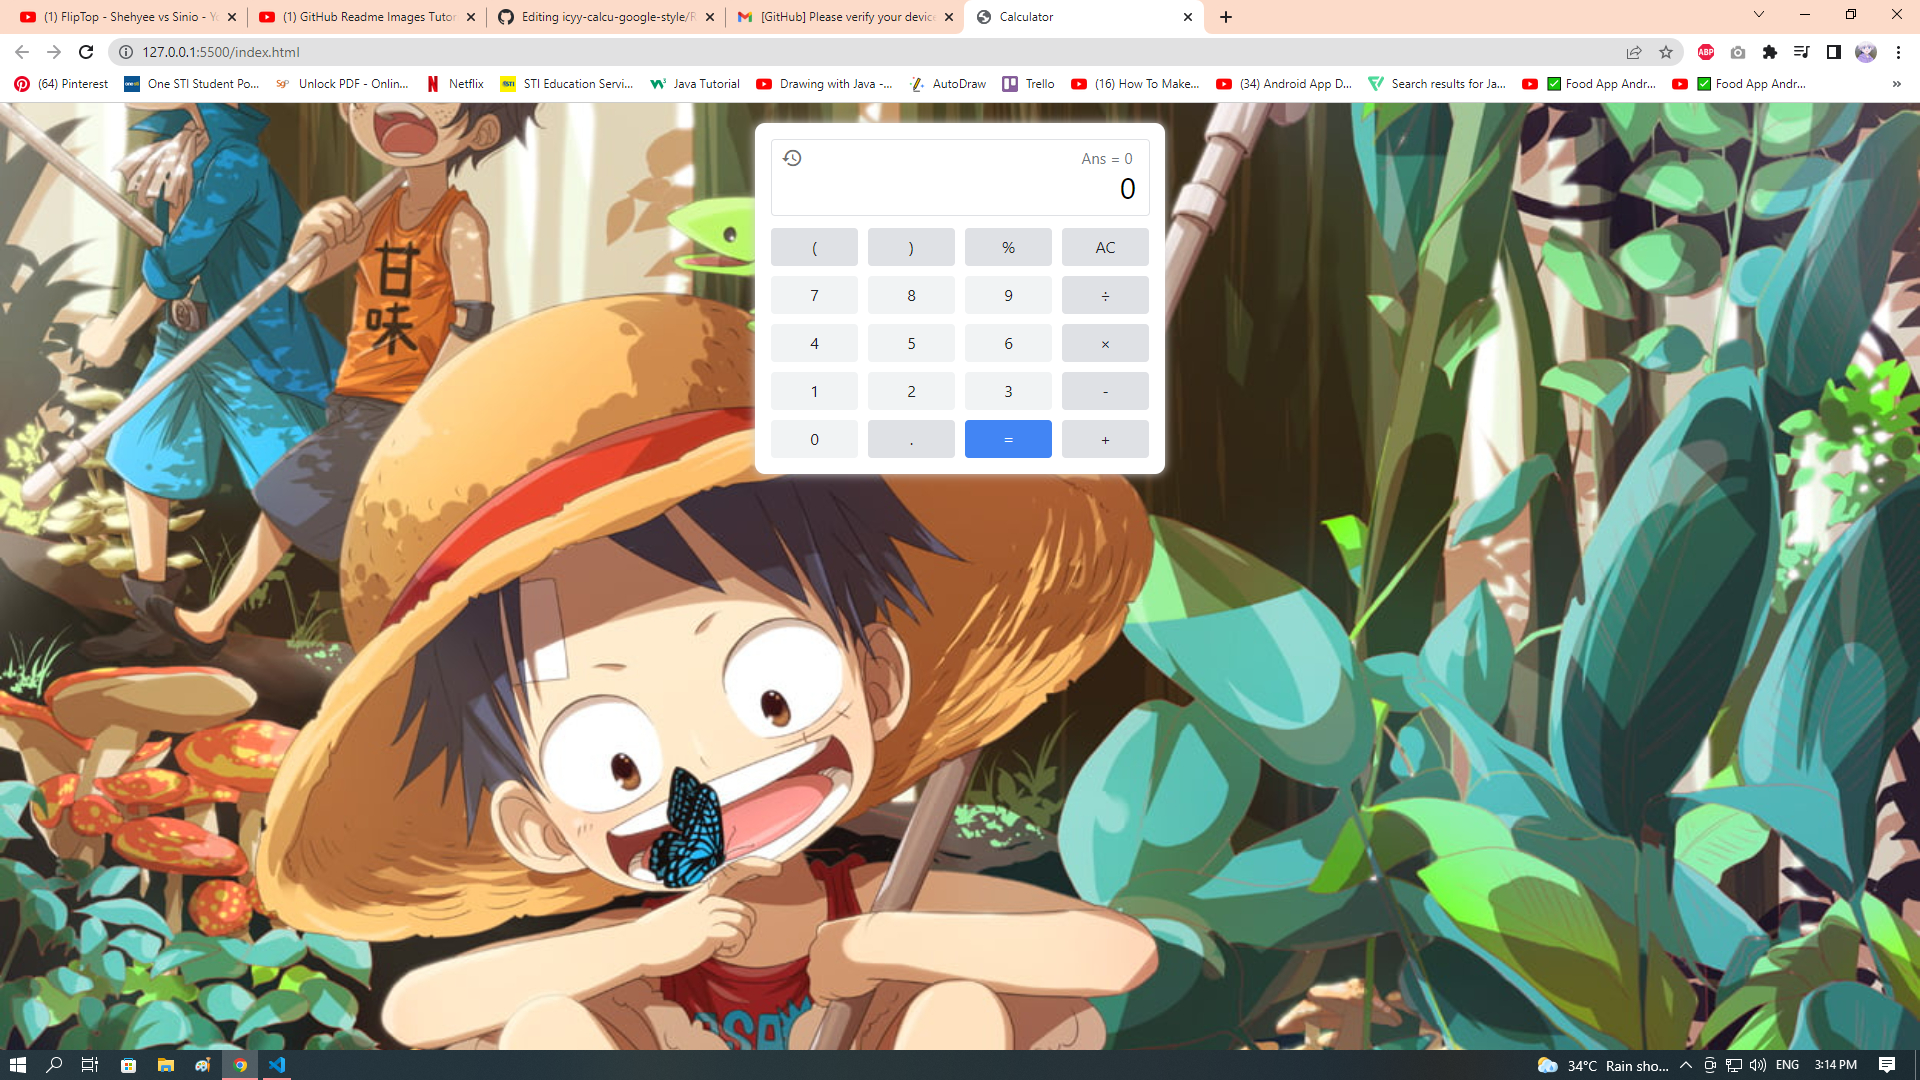 (1) FlipTop - Shehyee vs Sinio - Yo
(1) GitHub Readme Images Tutor
Editing icyy-calcu-google-style/R
[GitHub] Please verify your device
Calculator
127.0.0.1:5500/index.html
ABP
(64) Pinterest
One STI Student Po...
Unlock PDF - Onlin...
Netflix
STI Education Servi...
Java Tutorial
Drawing with Java -...
AutoDraw
Trello
(16) How To Make...
(34) Android App D...
Search results for Ja...
Food App Andr...
Food App Andr...
»
Ans = 0
0
( ) % AC
7 8 9 ÷
4 5 6 ×
1 2 3 -
0 . = +
甘
味
34°C Rain sho...
ENG
3:14 PM